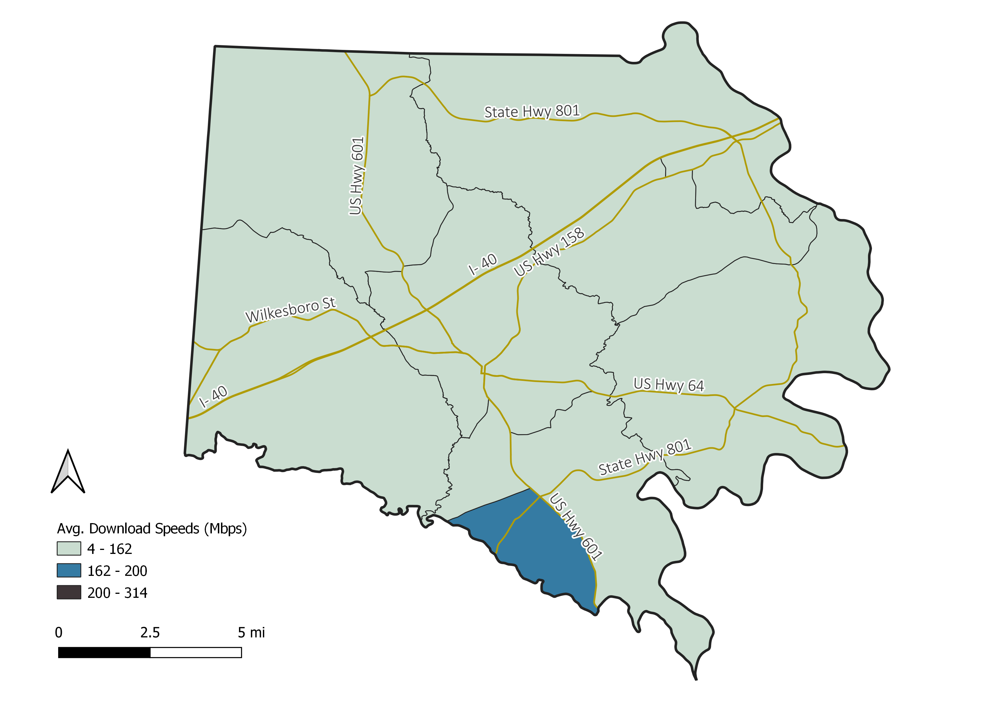 State Hwy 801
US Hwy 601
I- 40
US Hwy 158
Wilkesboro St
I- 40
US Hwy 64
State Hwy 801
US Hwy 601
Avg. Download Speeds (Mbps)
4 - 162
162 - 200
200 - 314
0 2.5 5 mi